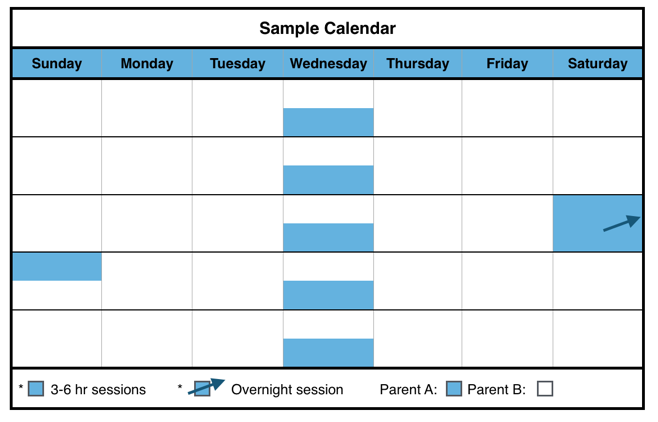 Sample Calendar
Sunday Monday Tuesday Wednesday Thursday Friday Saturday
* 3-6 hr sessions * Overnight session Parent A: Parent B: